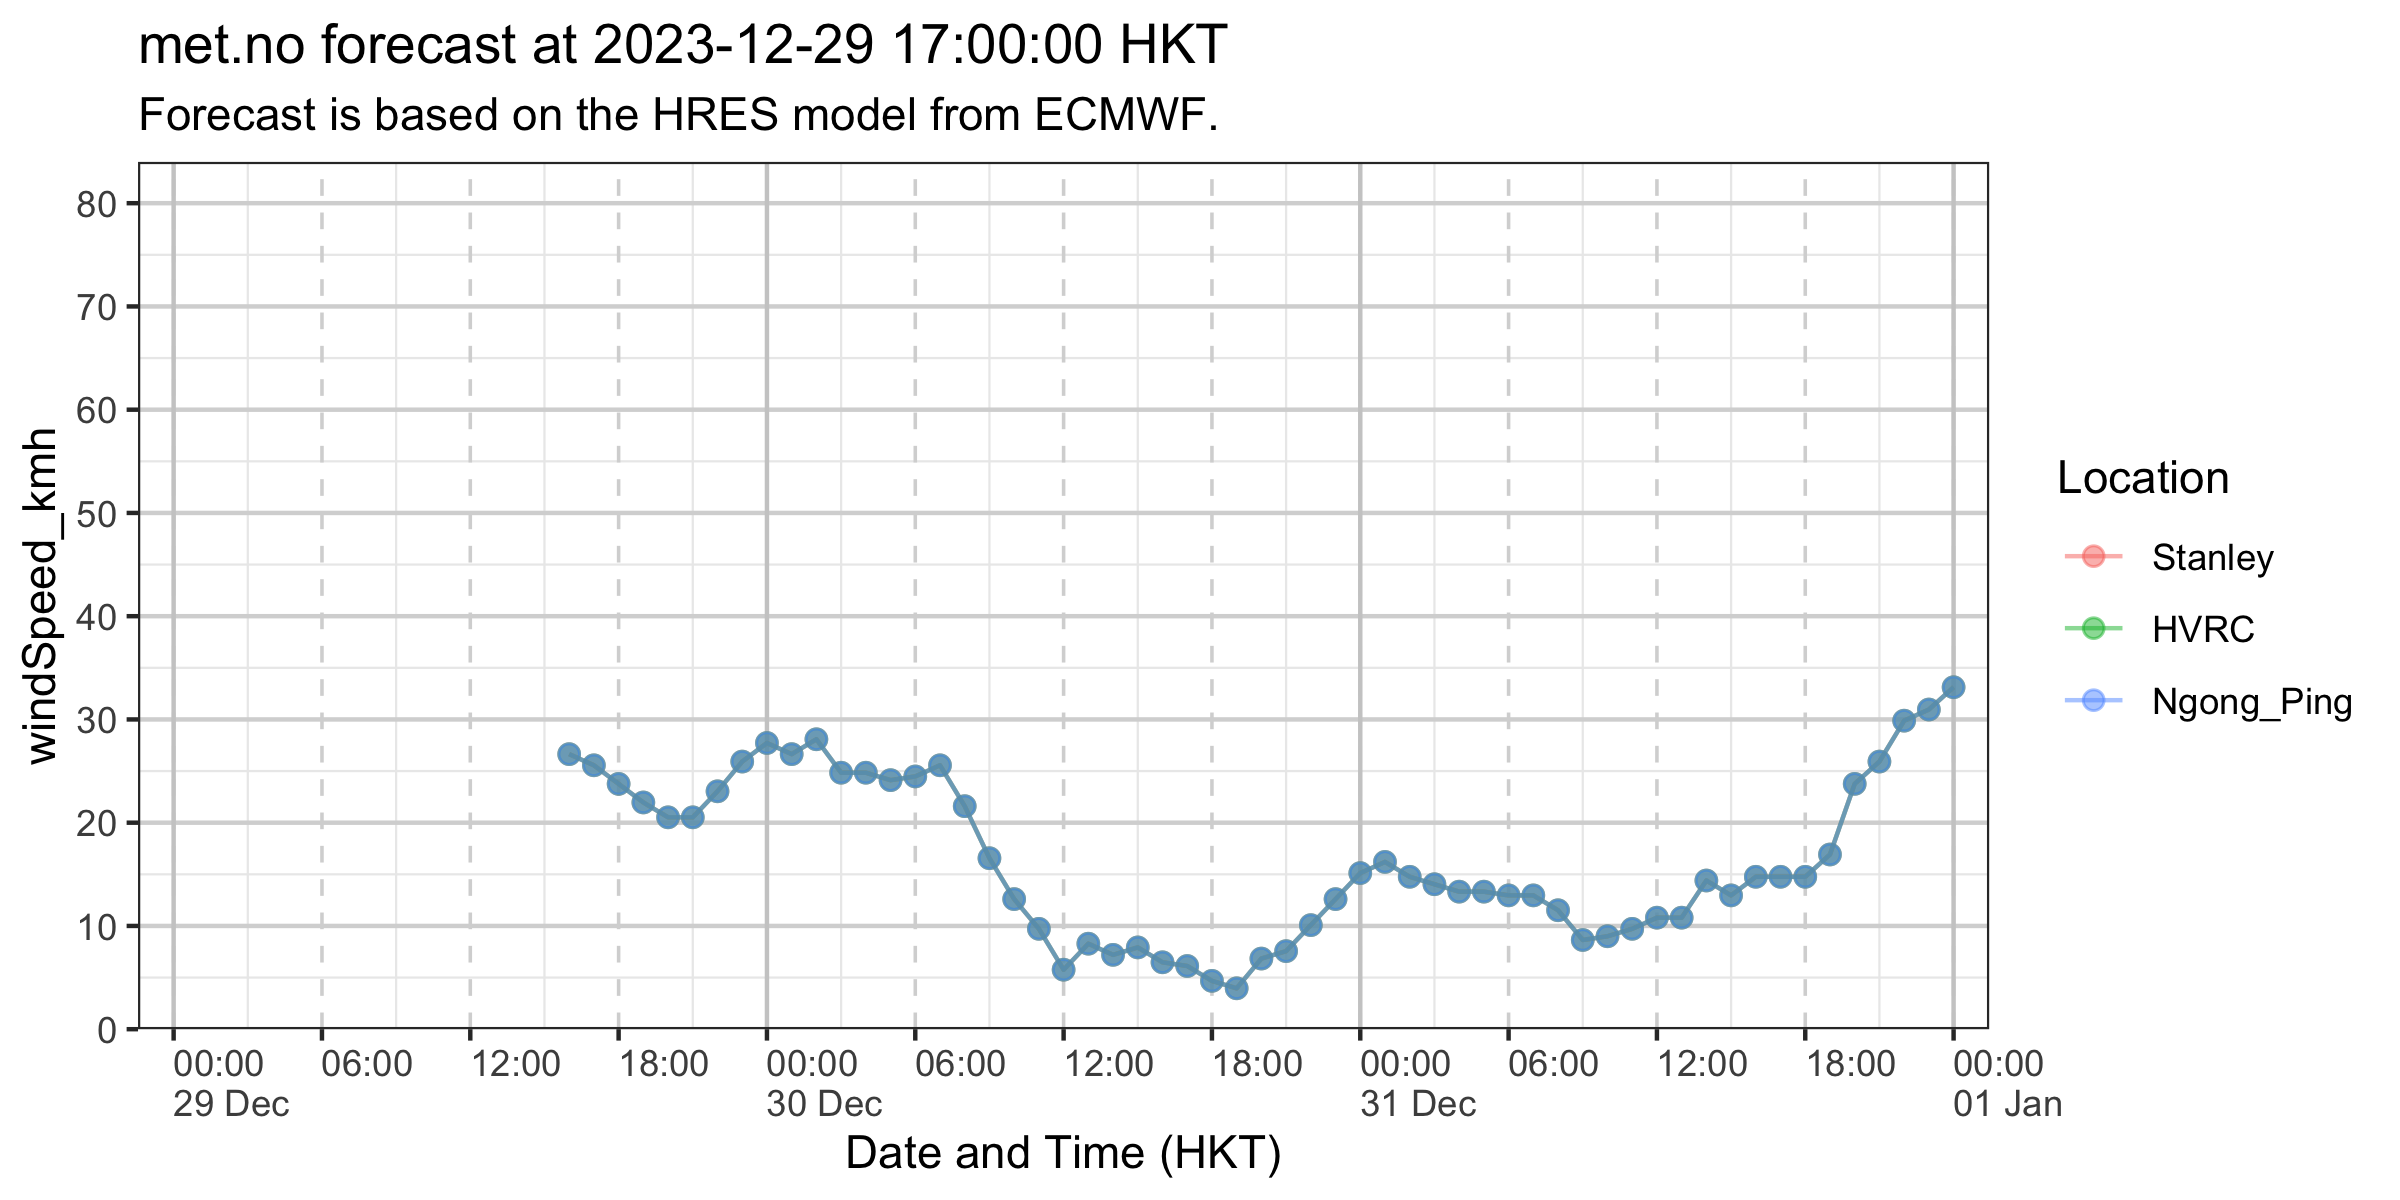 met.no forecast at 2023-12-29 17:00:00 HKT
Forecast is based on the HRES model from ECMWF.
windSpeed_kmh
80
70
60
50
40
30
20
10
0
00:00 06:00 12:00 18:00 00:00 06:00 12:00 18:00 00:00 06:00 12:00 18:00 00:00
29 Dec 30 Dec 31 Dec 01 Jan
Date and Time (HKT)
Location
Stanley
HVRC
Ngong_Ping